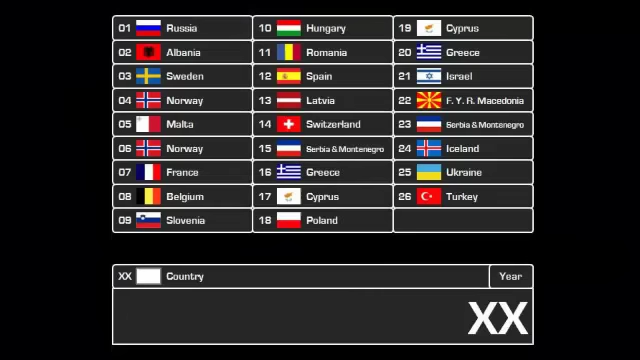 01 Russia
02 Albania
03 Sweden
04 Norway
05 Malta
06 Norway
07 France
08 Belgium
09 Slovenia
10 Hungary
11 Romania
12 Spain
13 Latvia
14 Switzerland
15 Serbia & Montenegro
16 Greece
17 Cyprus
18 Poland
19 Cyprus
20 Greece
21 Israel
22 F. Y. R. Macedonia
23 Serbia & Montenegro
24 Iceland
25 Ukraine
26 Turkey
XX Country Year
XX